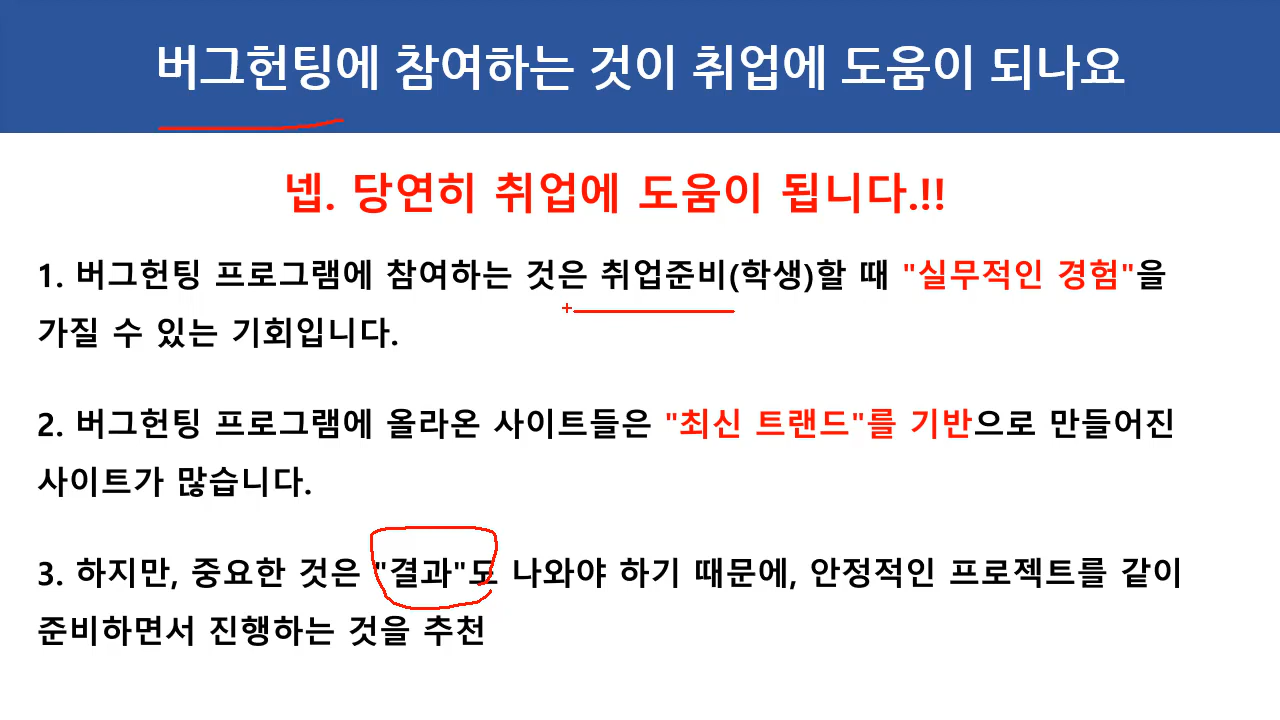 버그헌팅에 참여하는 것이 취업에 도움이 되나요
넵. 당연히 취업에 도움이 됩니다.!!
1. 버그헌팅 프로그램에 참여하는 것은 취업준비(학생)할 때 "실무적인 경험"을
가질 수 있는 기회입니다.
2. 버그헌팅 프로그램에 올라온 사이트들은 "최신 트랜드"를 기반으로 만들어진
사이트가 많습니다.
3. 하지만, 중요한 것은 "결과"도 나와야 하기 때문에, 안정적인 프로젝트를 같이
준비하면서 진행하는 것을 추천